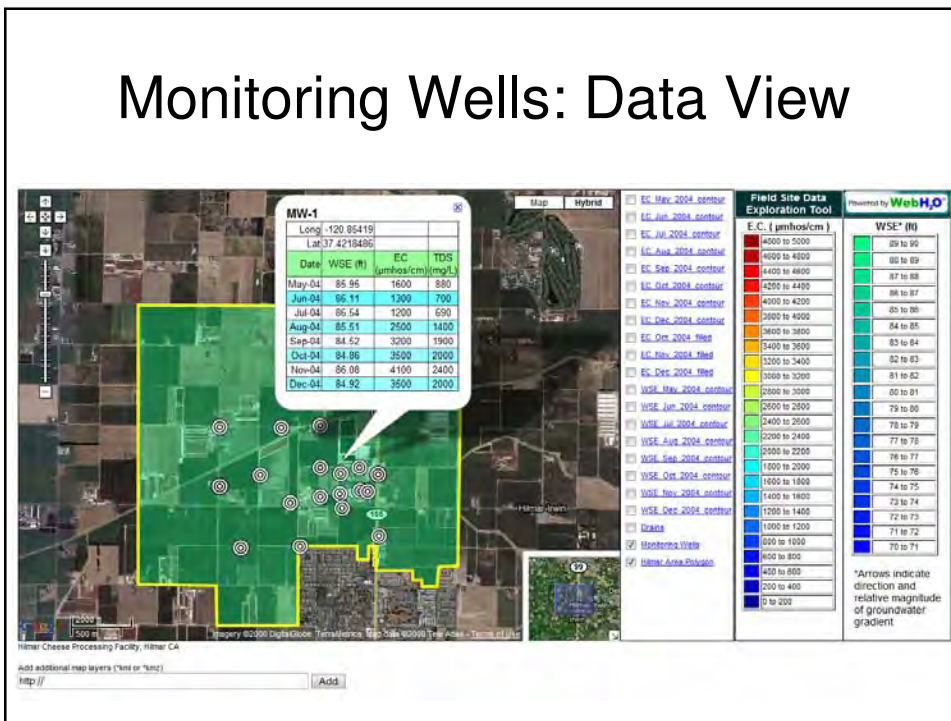 Monitoring Wells: Data View
MW-1
Long -120.85419
Lat 37.4218486
Date WSE (ft) EC (µmhos/cm) TDS (mg/L)
May-04 85.95 1600 880
Jun-04 86.11 1300 700
Jul-04 86.54 1200 690
Aug-04 85.51 2500 1400
Sep-04 84.52 3200 1900
Oct-04 84.86 3500 2000
Nov-04 86.08 4100 2400
Dec-04 84.92 3500 2000
Map Hybrid
Hilmar-Irwin
165
99
500 m
Imagery ©2008 DigitalGlobe, TerraMetrics, Map data ©2008 Tele Atlas - Terms of Use
EC May 2004 contour
EC Jun 2004 contour
EC Jul 2004 contour
EC Aug 2004 contour
EC Sep 2004 contour
EC Oct 2004 contour
EC Nov 2004 contour
EC Dec 2004 contour
EC Oct 2004 filled
EC Nov 2004 filled
EC Dec 2004 filled
WSE May 2004 contour
WSE Jun 2004 contour
WSE Jul 2004 contour
WSE Aug 2004 contour
WSE Sep 2004 contour
WSE Oct 2004 contour
WSE Nov 2004 contour
WSE Dec 2004 contour
Drains
Monitoring Wells
Hilmar Area Polygon
Field Site Data
Exploration Tool
E.C. ( µmhos/cm )
4800 to 5000
4600 to 4800
4400 to 4600
4200 to 4400
4000 to 4200
3800 to 4000
3600 to 3800
3400 to 3600
3200 to 3400
3000 to 3200
2800 to 3000
2600 to 2800
2400 to 2600
2200 to 2400
2000 to 2200
1800 to 2000
1600 to 1800
1400 to 1600
1200 to 1400
1000 to 1200
800 to 1000
600 to 800
400 to 600
200 to 400
0 to 200
Powered by WebH2O
WSE* (ft)
89 to 90
88 to 89
87 to 88
86 to 87
85 to 86
84 to 85
83 to 84
82 to 83
81 to 82
80 to 81
79 to 80
78 to 79
77 to 78
76 to 77
75 to 76
74 to 75
73 to 74
72 to 73
71 to 72
70 to 71
*Arrows indicate
direction and
relative magnitude
of groundwater
gradient
Hilmar Cheese Processing Facility, Hilmar CA
Add additional map layers (*kml or *kmz)
http:// Add